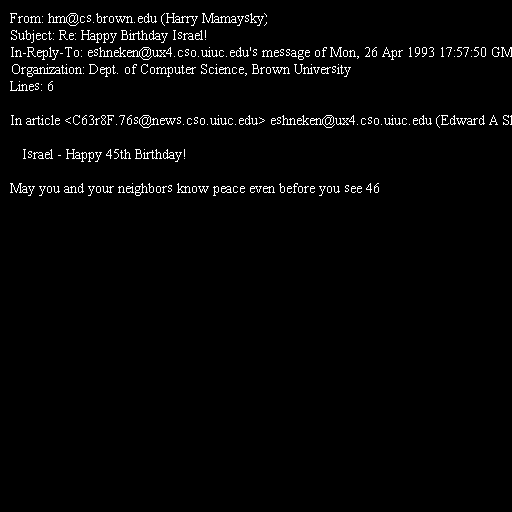 From: hm@cs.brown.edu (Harry Mamaysky)
Subject: Re: Happy Birthday Israel!
In-Reply-To: eshneken@ux4.cso.uiuc.edu's message of Mon, 26 Apr 1993 17:57:50 GM
Organization: Dept. of Computer Science, Brown University
Lines: 6
In article <C63r8F.76s@news.cso.uiuc.edu> eshneken@ux4.cso.uiuc.edu (Edward A
Israel - Happy 45th Birthday!
May you and your neighbors know peace even before you see 46